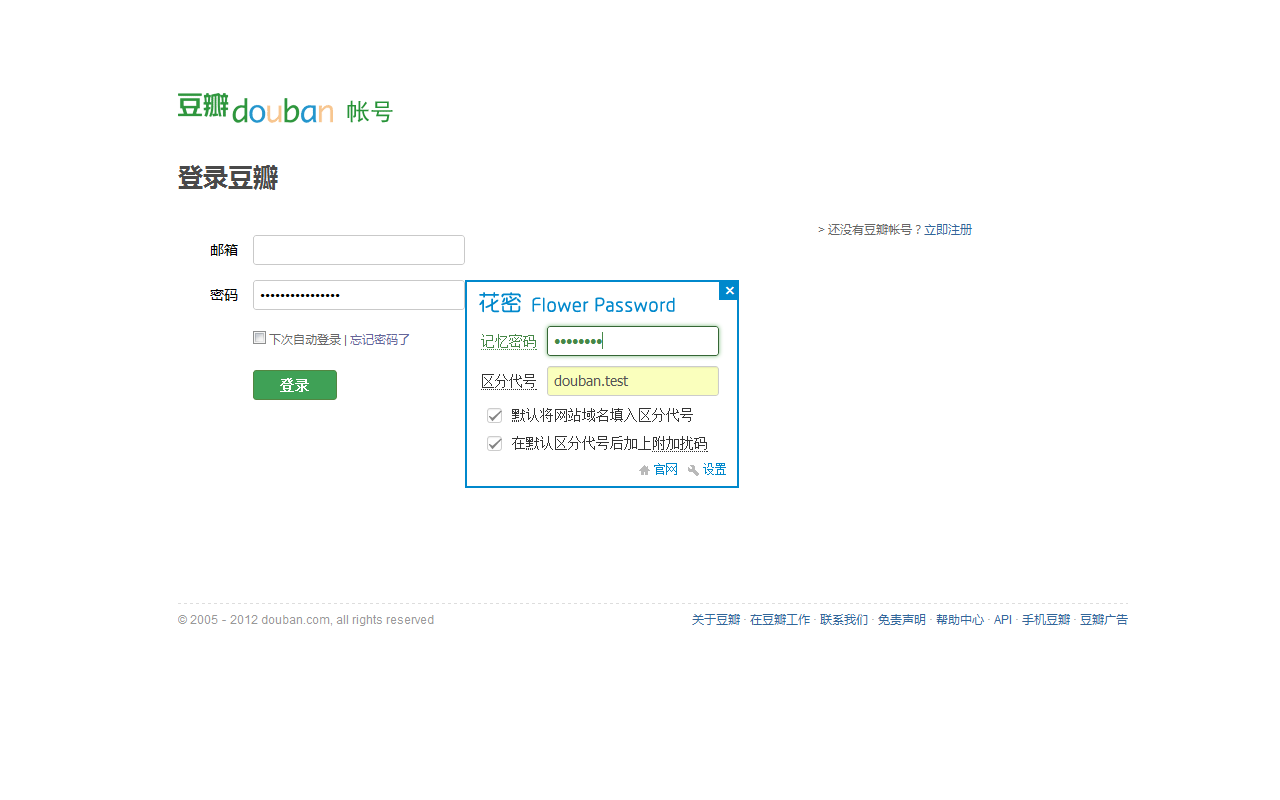 豆瓣douban 帐号
登录豆瓣
> 还没有豆瓣帐号？立即注册
邮箱
密码 ••••••••••••••••
下次自动登录 | 忘记密码了
登录
花密 Flower Password
×
记忆密码 ••••••••
区分代号 douban.test
默认将网站域名填入区分代号
在默认区分代号后加上附加扰码
官网 设置
© 2005 - 2012 douban.com, all rights reserved
关于豆瓣 · 在豆瓣工作 · 联系我们 · 免责声明 · 帮助中心 · API · 手机豆瓣 · 豆瓣广告